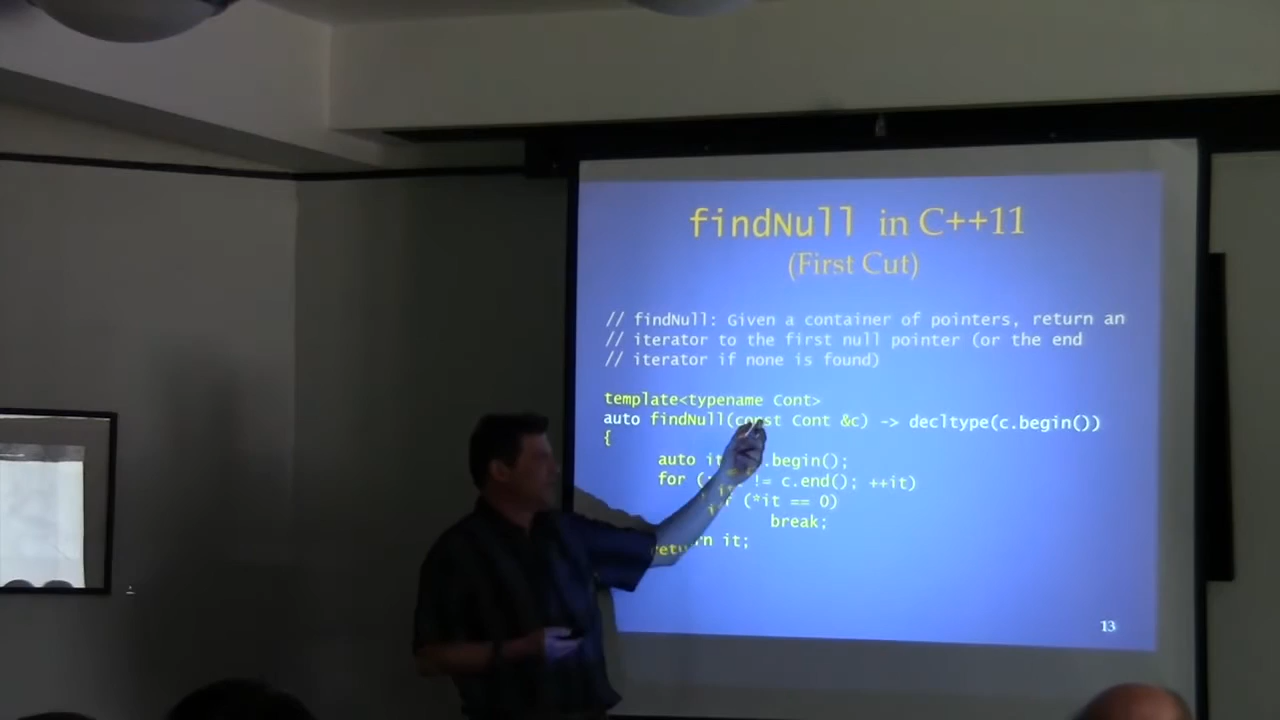 findNull in C++11
(First Cut)
// findNull: Given a container of pointers, return an
// iterator to the first null pointer (or the end
// iterator if none is found)
template<typename Cont>
auto findNull(const Cont &c) -> decltype(c.begin())
{
auto it .begin();
for ( != c.end(); ++it)
(*it == 0)
break;
return it;
13